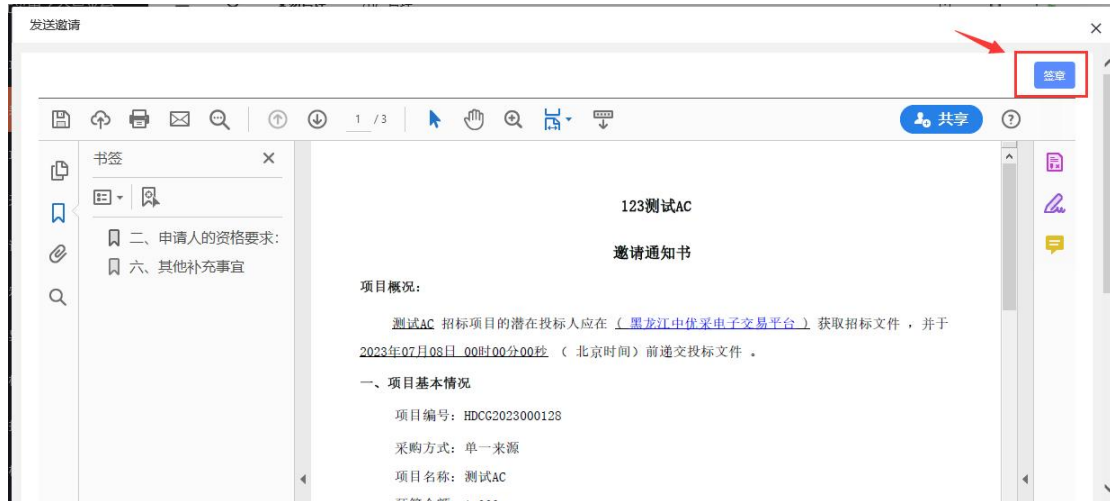 发送邀请
签章
1 /3
共享
书签
二、申请人的资格要求:
六、其他补充事宜
123测试AC
邀请通知书
项目概况:
测试AC 招标项目的潜在投标人应在 ( 黑龙江中优采电子交易平台 ) 获取招标文件 ,并于
2023年07月08日 00时00分00秒 ( 北京时间)前递交投标文件 。
一、项目基本情况
项目编号: HDCG2023000128
采购方式: 单一来源
项目名称: 测试AC